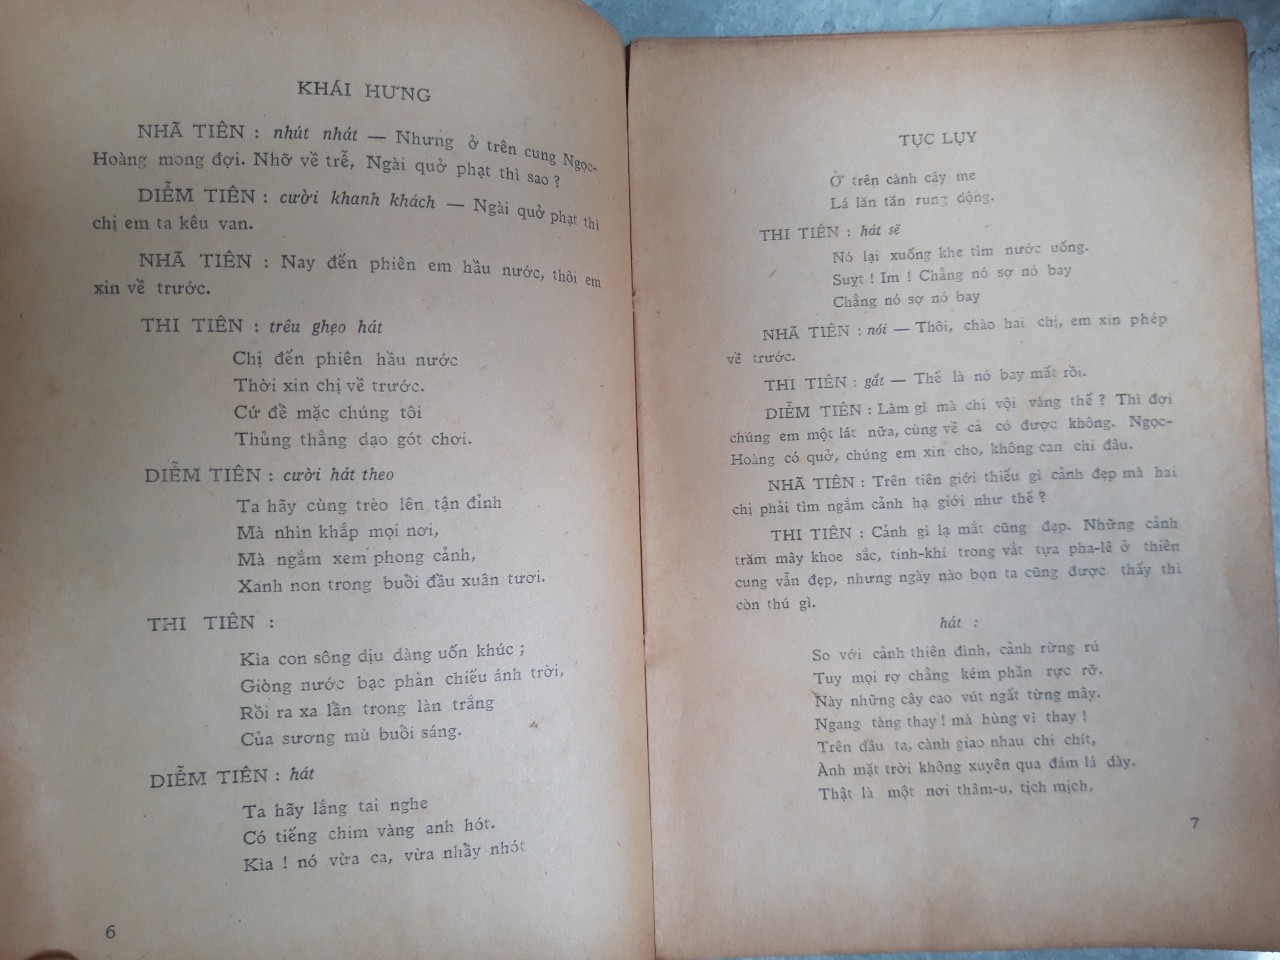 KHÁI HƯNG
NHÃ TIÊN : nhút nhát — Nhưng ở trên cung Ngọc-
Hoàng mong đợi. Nhỡ về trễ, Ngài quở phạt thì sao ?
DIỄM TIÊN : cười khanh khách — Ngài quở phạt thì
chị em ta kêu van.
NHÃ TIÊN : Nay đến phiên em hầu nước, thôi em
xin về trước.
THI TIÊN : trêu ghẹo hát
Chị đến phiên hầu nước
Thời xin chị về trước.
Cứ để mặc chúng tôi
Thủng thẳng dạo gót chơi.
DIỄM TIÊN : cười hát theo
Ta hãy cùng trèo lên tận đỉnh
Mà nhìn khắp mọi nơi,
Mà ngắm xem phong cảnh,
Xanh non trong buổi đầu xuân tươi.
THI TIÊN :
Kìa con sông dịu dàng uốn khúc ;
Giòng nước bạc phản chiếu ánh trời,
Rồi ra xa lần trong làn trắng
Của sương mù buổi sáng.
DIỄM TIÊN : hát
Ta hãy lắng tai nghe
Có tiếng chim vàng anh hót.
Kìa ! nó vừa ca, vừa nhảy nhót
6
TỤC LỤY
Ở trên cành cây me
Lá lăn tăn rung động.
THI TIÊN : hát sẽ
Nó lại xuống khe tìm nước uống.
Suỵt ! Im ! Chẳng nó sợ nó bay
Chẳng nó sợ nó bay
NHÃ TIÊN : nói — Thôi, chào hai chị, em xin phép
về trước.
THI TIÊN : gắt — Thế là nó bay mất rồi.
DIỄM TIÊN : Làm gì mà chị vội vàng thế ? Thì đợi
chúng em một lát nữa, cùng về cả có được không. Ngọc-
Hoàng có quở, chúng em xin cho, không can chi đâu.
NHÃ TIÊN : Trên tiên giới thiếu gì cảnh đẹp mà hai
chị phải tìm ngắm cảnh hạ giới như thế ?
THI TIÊN : Cảnh gì lạ mắt cũng đẹp. Những cảnh
trăm mây khoe sắc, tinh-khí trong vắt tựa pha-lê ở thiên
cung vẫn đẹp, nhưng ngày nào bọn ta cũng được thấy thì
còn thú gì.
hát :
So với cảnh thiên đình, cảnh rừng rú
Tuy mọi rợ chẳng kém phần rực rỡ.
Này những cây cao vút ngất từng mây.
Ngang tàng thay ! mà hùng vĩ thay !
Trên đầu ta, cành giao nhau chi chít,
Ành mặt trời không xuyên qua đám lá dày.
Thật là một nơi thâm-u, tịch mịch,
7